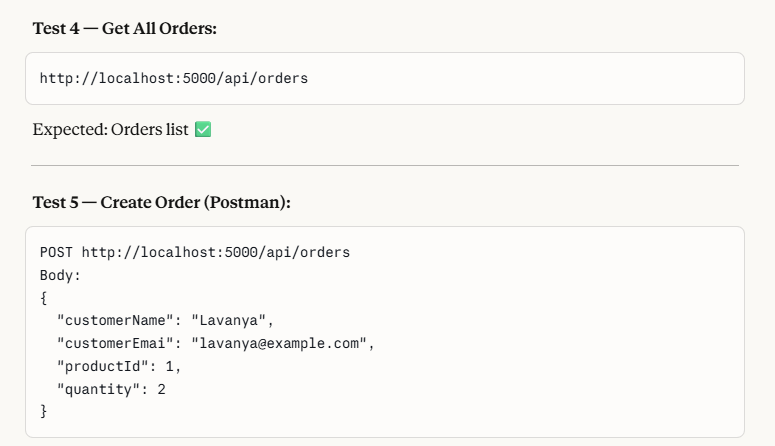 Test 4 — Get All Orders:
http://localhost:5000/api/orders
Expected: Orders list ✅
Test 5 — Create Order (Postman):
POST http://localhost:5000/api/orders
Body:
{
  "customerName": "Lavanya",
  "customerEmai": "lavanya@example.com",
  "productId": 1,
  "quantity": 2
}